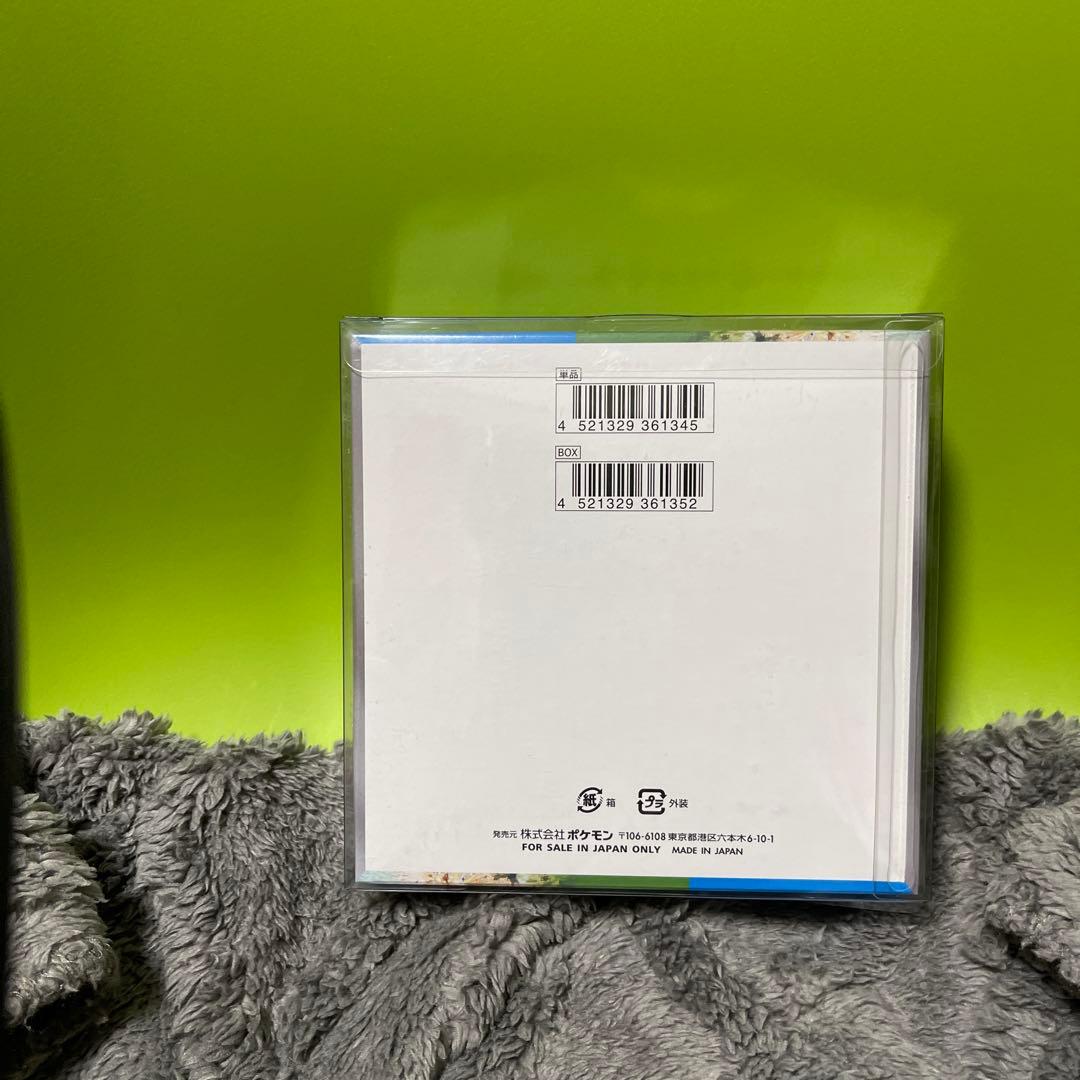 単品
4 521329 361345
BOX
4 521329 361352
紙 箱 プラ 外装
発売元 株式会社 ポケモン 〒106-6108 東京都港区六本木6-10-1
FOR SALE IN JAPAN ONLY MADE IN JAPAN